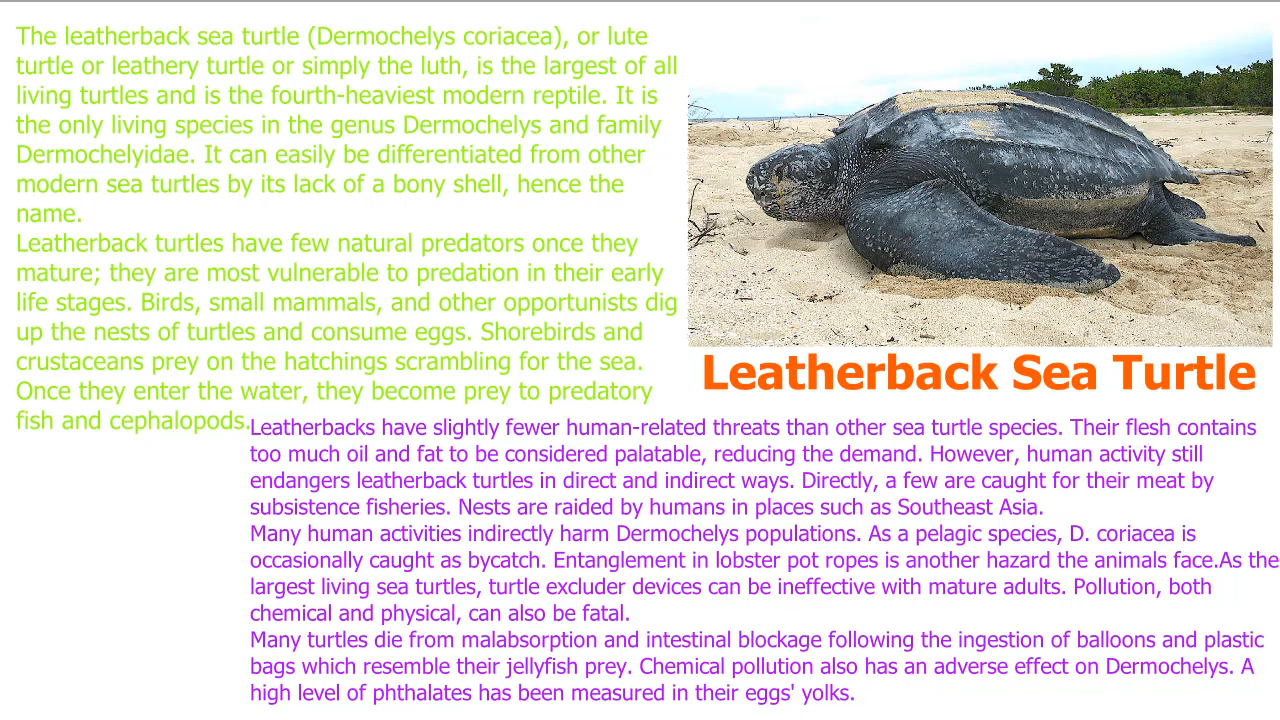 The leatherback sea turtle (Dermochelys coriacea), or lute
turtle or leathery turtle or simply the luth, is the largest of all
living turtles and is the fourth-heaviest modern reptile. It is
the only living species in the genus Dermochelys and family
Dermochelyidae. It can easily be differentiated from other
modern sea turtles by its lack of a bony shell, hence the
name.
Leatherback turtles have few natural predators once they
mature; they are most vulnerable to predation in their early
life stages. Birds, small mammals, and other opportunists dig
up the nests of turtles and consume eggs. Shorebirds and
crustaceans prey on the hatchings scrambling for the sea.
Once they enter the water, they become prey to predatory
fish and cephalopods.
Leatherback Sea Turtle
Leatherbacks have slightly fewer human-related threats than other sea turtle species. Their flesh contains
too much oil and fat to be considered palatable, reducing the demand. However, human activity still
endangers leatherback turtles in direct and indirect ways. Directly, a few are caught for their meat by
subsistence fisheries. Nests are raided by humans in places such as Southeast Asia.
Many human activities indirectly harm Dermochelys populations. As a pelagic species, D. coriacea is
occasionally caught as bycatch. Entanglement in lobster pot ropes is another hazard the animals face.As the
largest living sea turtles, turtle excluder devices can be ineffective with mature adults. Pollution, both
chemical and physical, can also be fatal.
Many turtles die from malabsorption and intestinal blockage following the ingestion of balloons and plastic
bags which resemble their jellyfish prey. Chemical pollution also has an adverse effect on Dermochelys. A
high level of phthalates has been measured in their eggs' yolks.